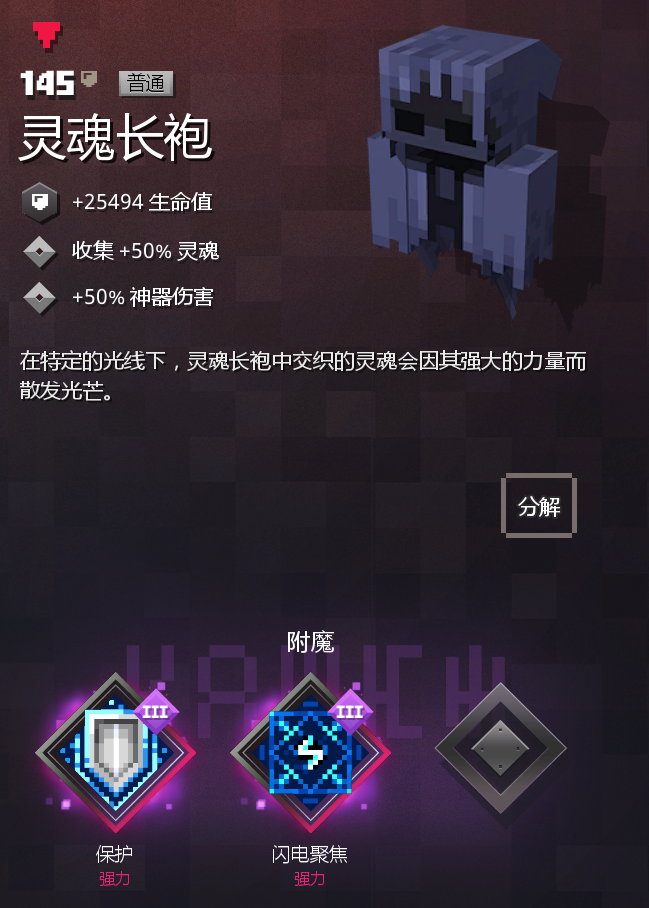 145 普通
灵魂长袍
+25494 生命值
收集 +50% 灵魂
+50% 神器伤害
在特定的光线下，灵魂长袍中交织的灵魂会因其强大的力量而
散发光芒。
分解
附魔
III III
保护 闪电聚焦
强力 强力